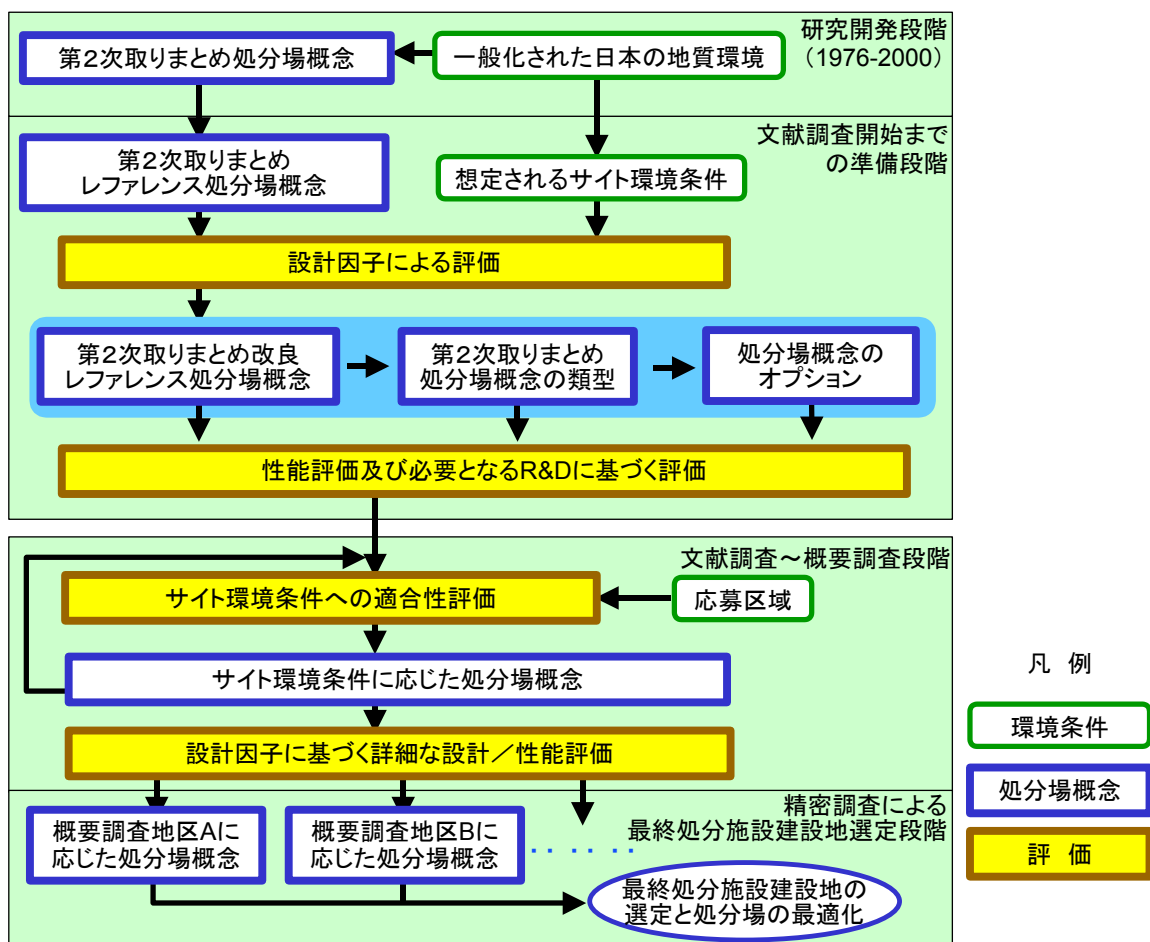 研究開発段階
(1976-2000)
第2次取りまとめ処分場概念
一般化された日本の地質環境
文献調査開始まで
の準備段階
第2次取りまとめ
レファレンス処分場概念
想定されるサイト環境条件
設計因子による評価
第2次取りまとめ改良
レファレンス処分場概念
第2次取りまとめ
処分場概念の類型
処分場概念の
オプション
性能評価及び必要となるR&Dに基づく評価
文献調査～概要調査段階
サイト環境条件への適合性評価
応募区域
サイト環境条件に応じた処分場概念
設計因子に基づく詳細な設計／性能評価
精密調査による
最終処分施設建設地選定段階
概要調査地区Aに
応じた処分場概念
概要調査地区Bに
応じた処分場概念
‥ ‥ ‥
最終処分施設建設地の
選定と処分場の最適化
凡 例
環境条件
処分場概念
評 価